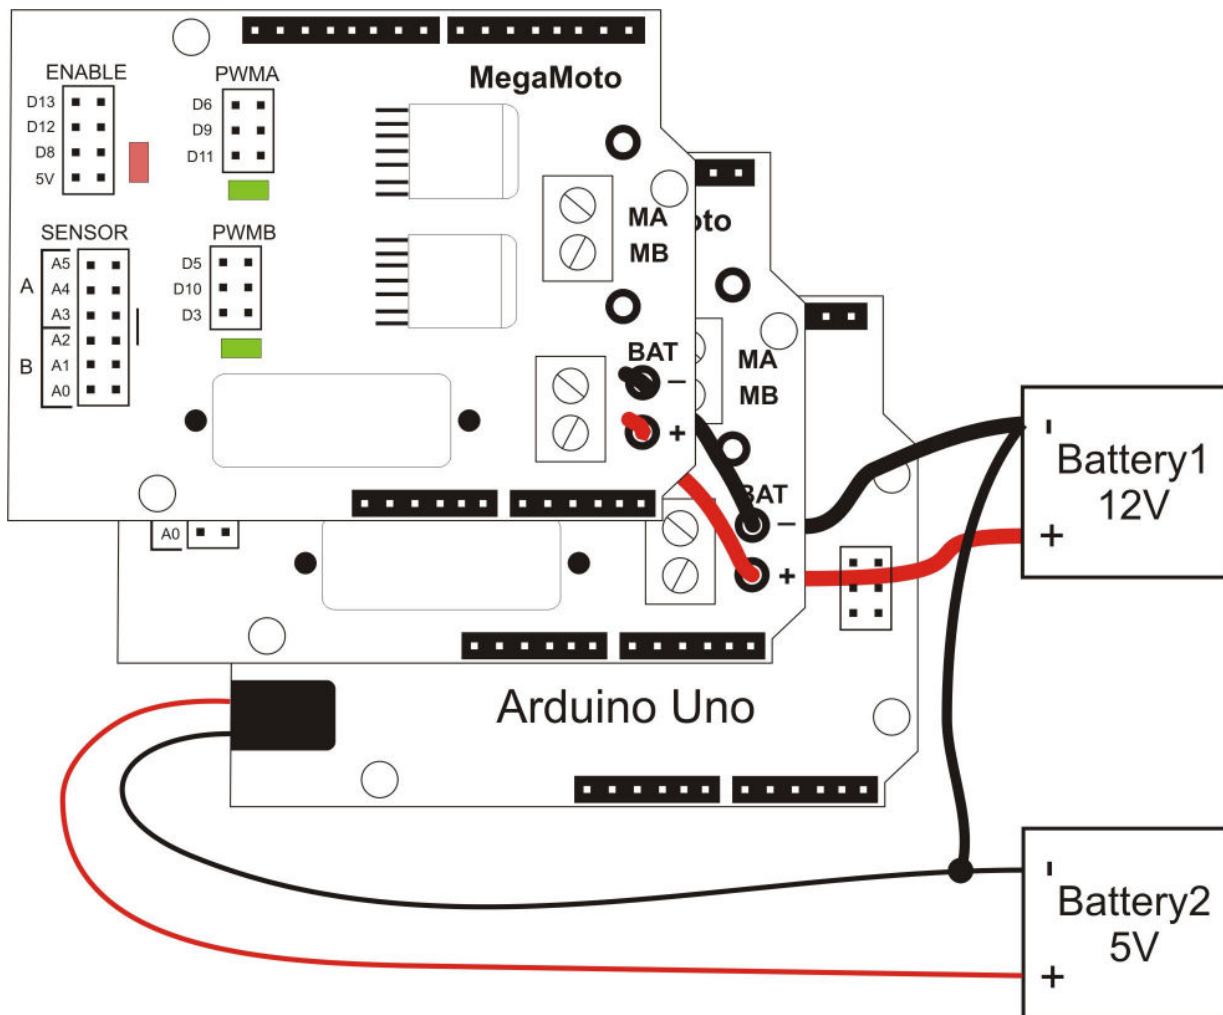 MegaMoto
ENABLE
D13
D12
D8
5V
PWMA
D6
D9
D11
SENSOR
A
A5
A4
A3
B
A2
A1
A0
PWMB
D5
D10
D3
MA
MB
BAT
-
+
oto
MA
MB
BAT
-
+
A0
Arduino Uno
-
Battery1
12V
+
-
Battery2
5V
+